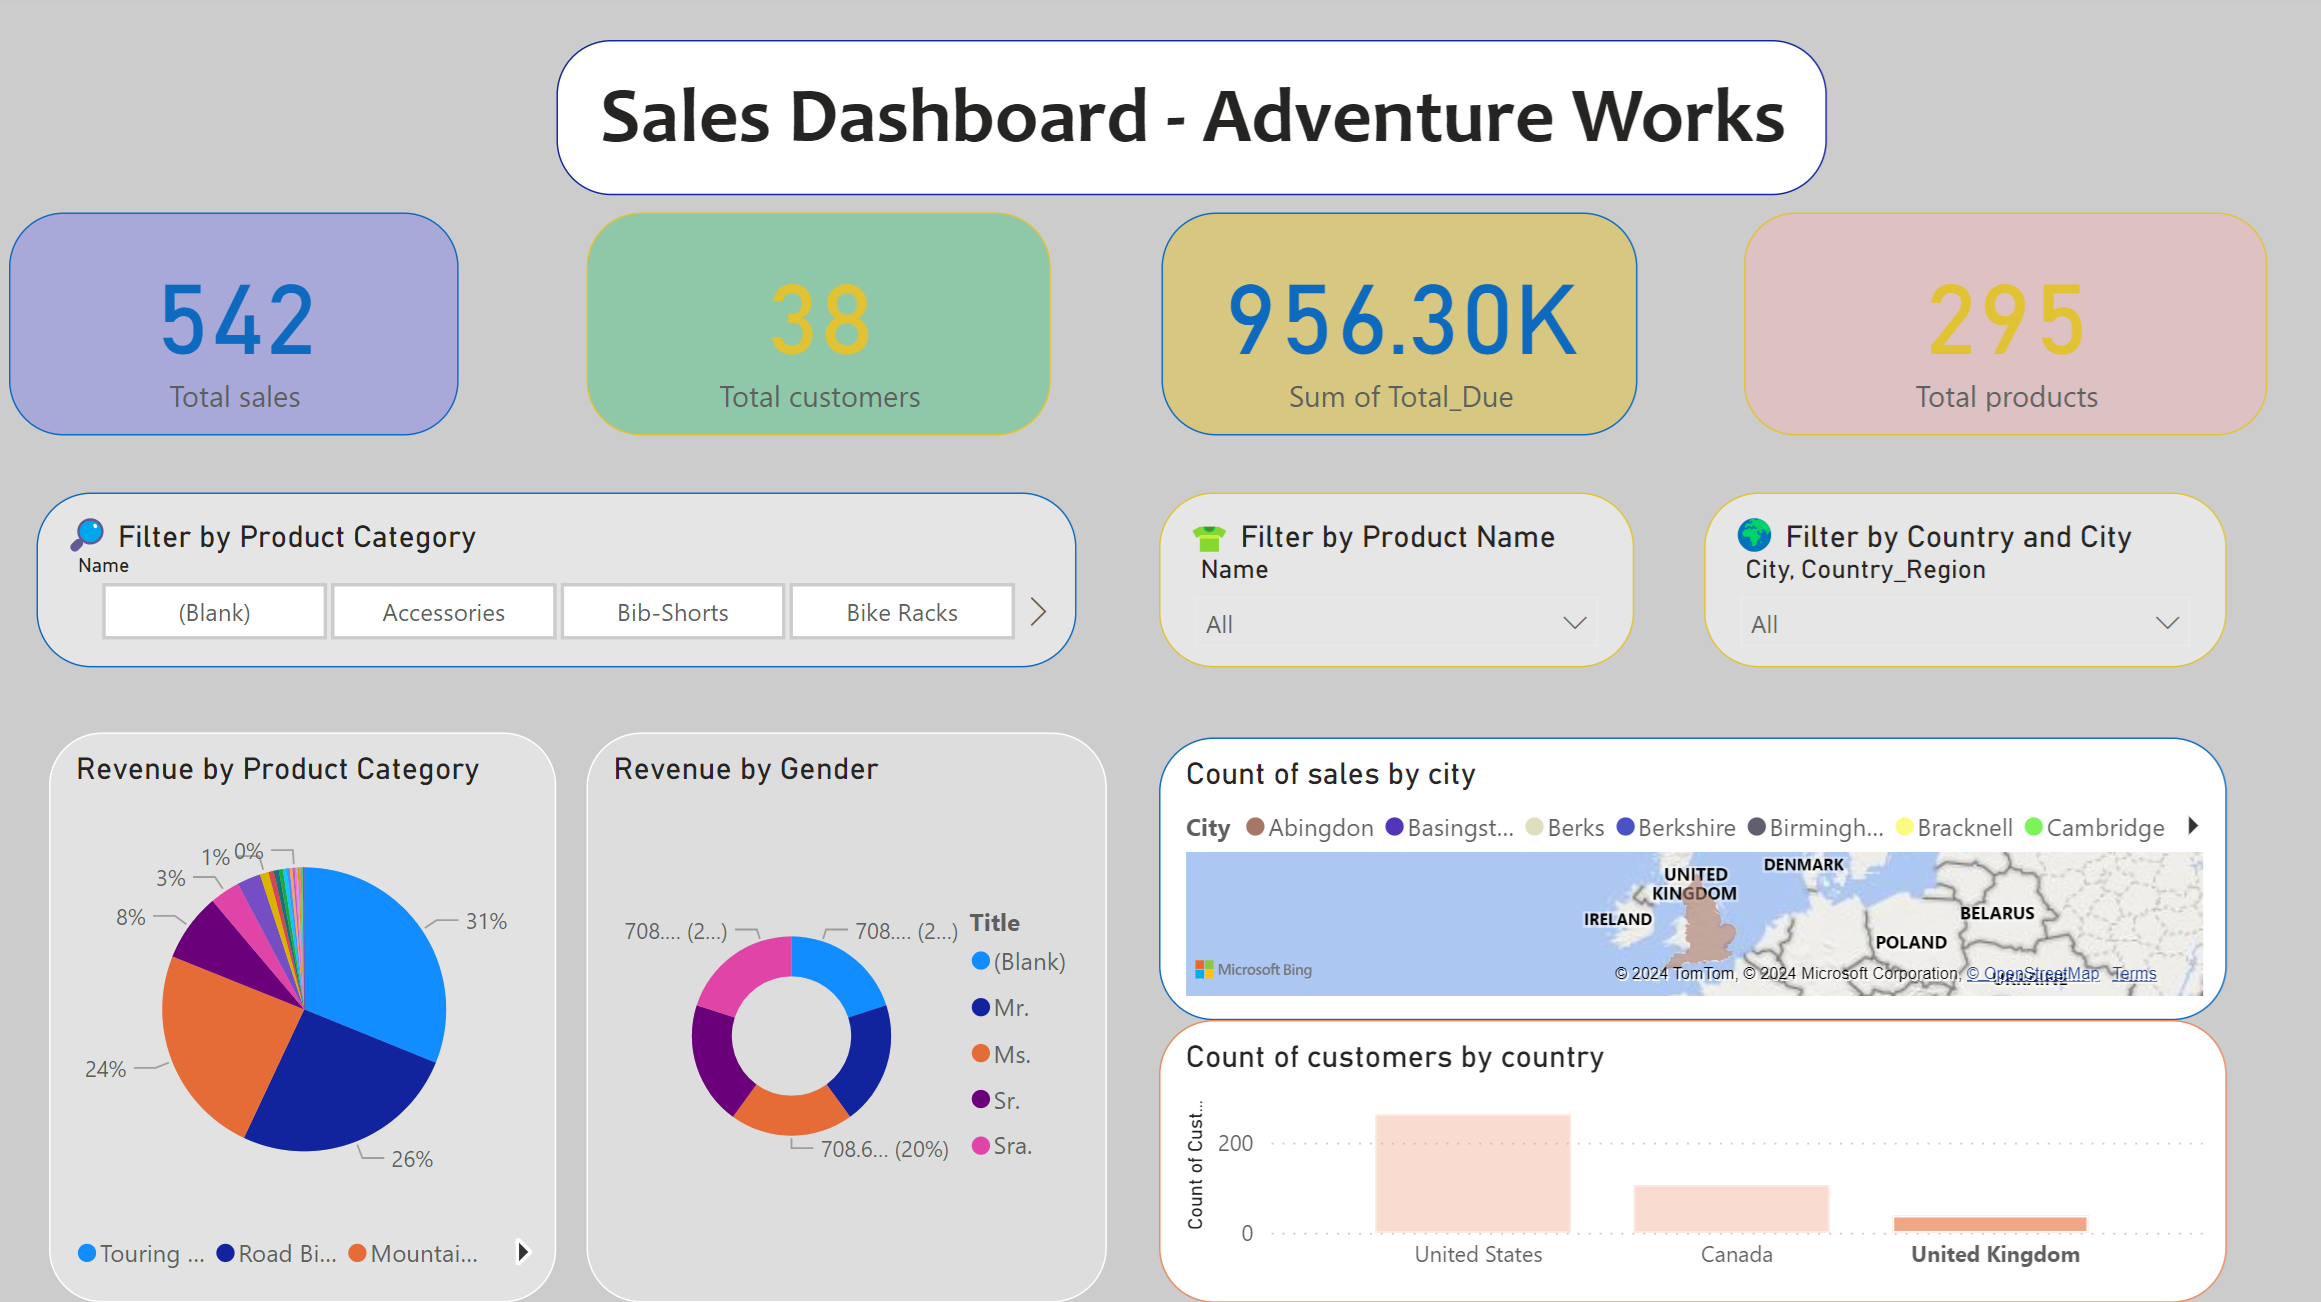 Sales Dashboard - Adventure Works
542
Total sales
38
Total customers
956.30K
Sum of Total_Due
295
Total products
Filter by Product Category
Name
(Blank)
Accessories
Bib-Shorts
Bike Racks
Filter by Product Name
Name
All
Filter by Country and City
City, Country_Region
All
Revenue by Product Category
0%
1%
3%
8%
31%
24%
26%
Touring ...
Road Bi...
Mountai...
Revenue by Gender
708.... (2...)
708.... (2...)
708.6... (20%)
Title
(Blank)
Mr.
Ms.
Sr.
Sra.
Count of sales by city
City Abingdon Basingst... Berks Berkshire Birmingh... Bracknell Cambridge
DENMARK
UNITED
KINGDOM
IRELAND
BELARUS
POLAND
UKRAINE
Microsoft Bing
© 2024 TomTom, © 2024 Microsoft Corporation, © OpenStreetMap Terms
Count of customers by country
Count of Cust...
200
0
United States
Canada
United Kingdom